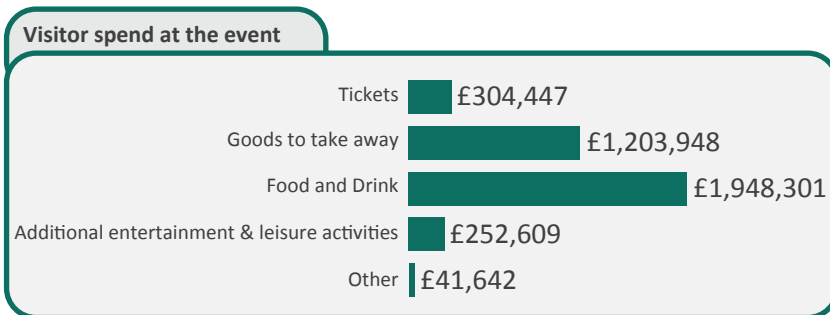 Visitor spend at the event
Tickets £304,447
Goods to take away £1,203,948
Food and Drink £1,948,301
Additional entertainment & leisure activities £252,609
Other £41,642